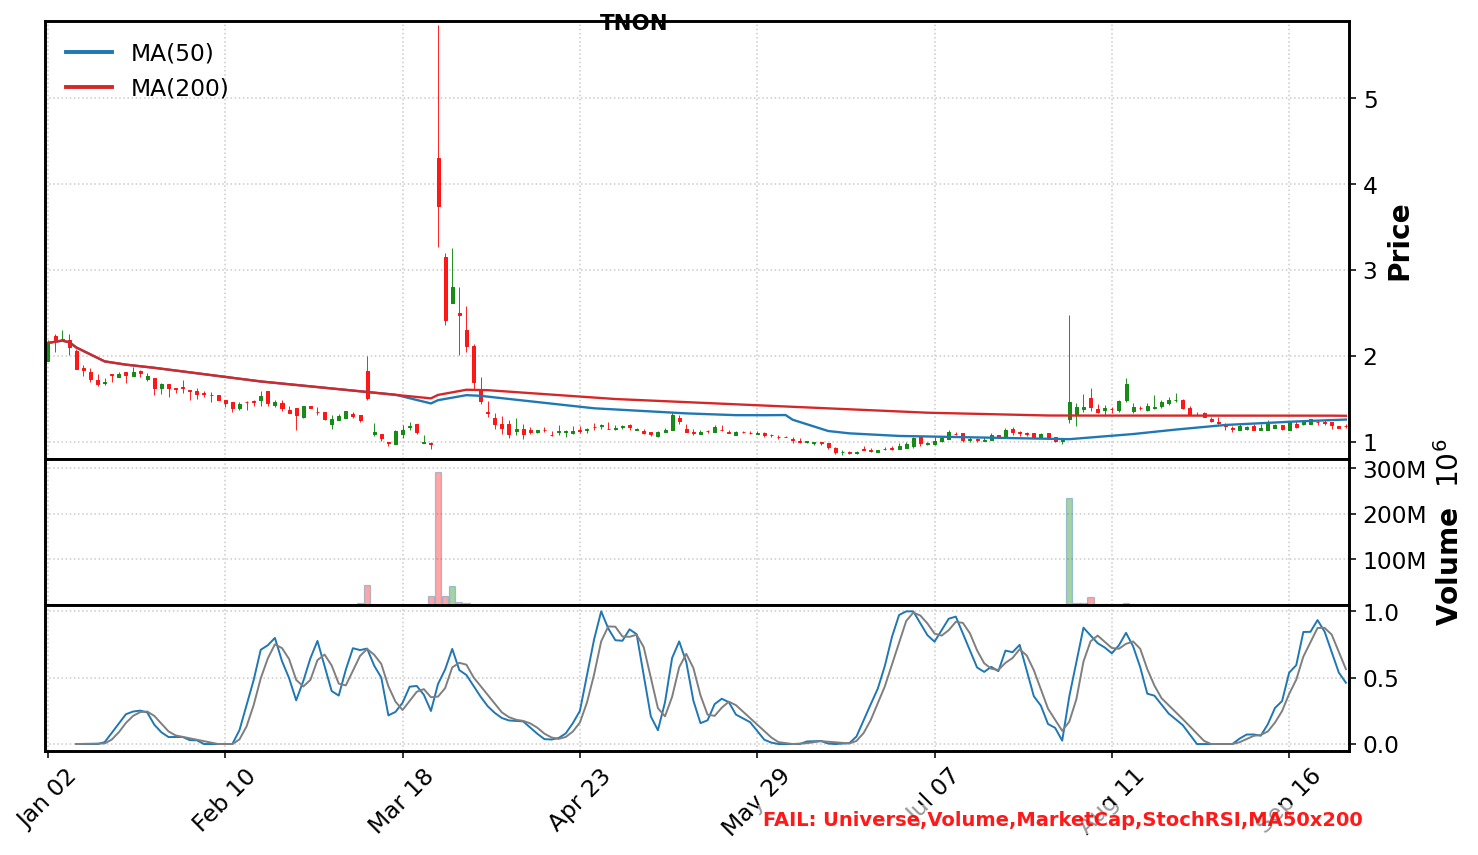 TNON
MA(50)
MA(200)
5
4
3
2
1
Price
300M
200M
100M
Volume 10^6
1.0
0.5
0.0
Jan 02
Feb 10
Mar 18
Apr 23
May 29
Jul 07
Aug 11
Sep 16
FAIL: Universe,Volume,MarketCap,StochRSI,MA50x200